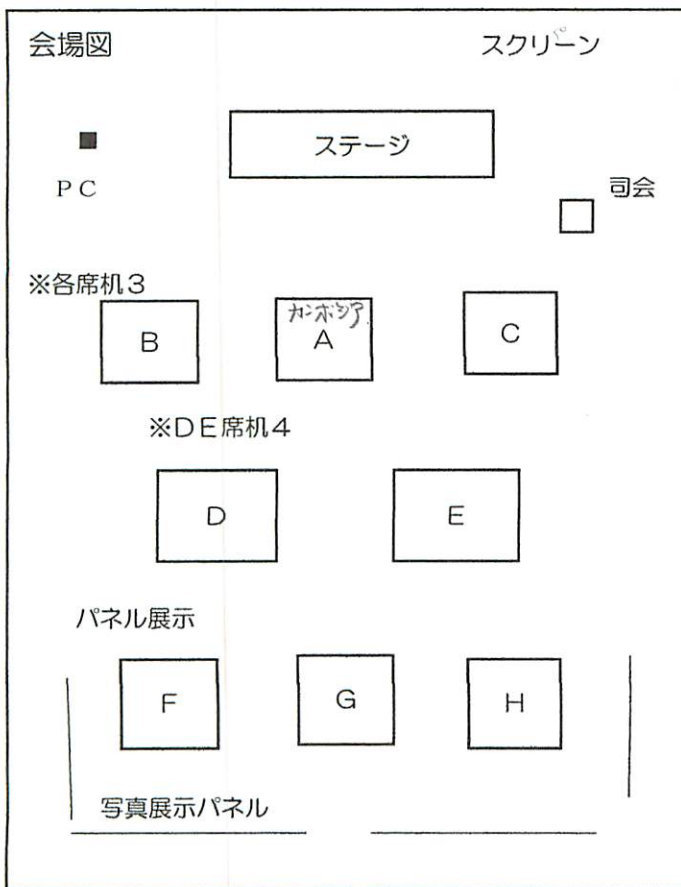 会場図 スクリーン
ステージ
PC
司会
※各席机3
カンボジア
B A C
※DE席机4
D E
パネル展示
F G H
写真展示パネル